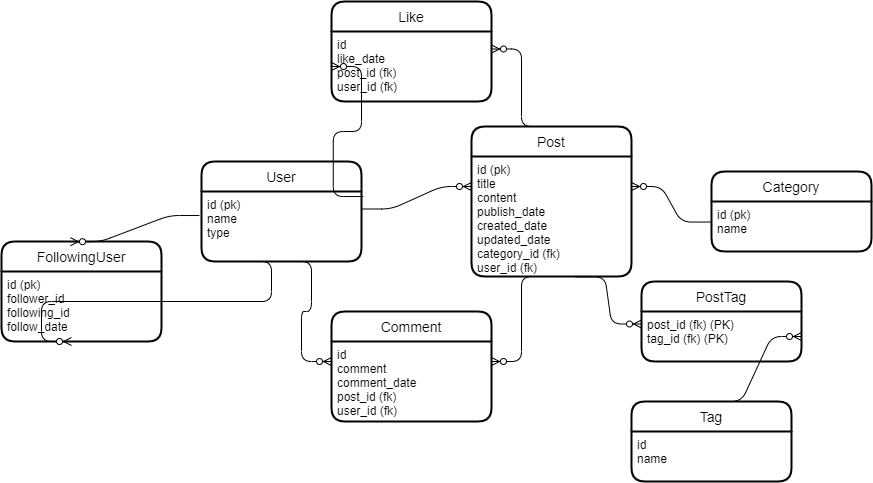 Like
id
like_date
post_id (fk)
user_id (fk)
Post
id (pk)
title
content
publish_date
created_date
updated_date
category_id (fk)
user_id (fk)
User
id (pk)
name
type
Category
id (pk)
name
FollowingUser
id (pk)
follower_id
following_id
follow_date
Comment
id
comment
comment_date
post_id (fk)
user_id (fk)
PostTag
post_id (fk) (PK)
tag_id (fk) (PK)
Tag
id
name